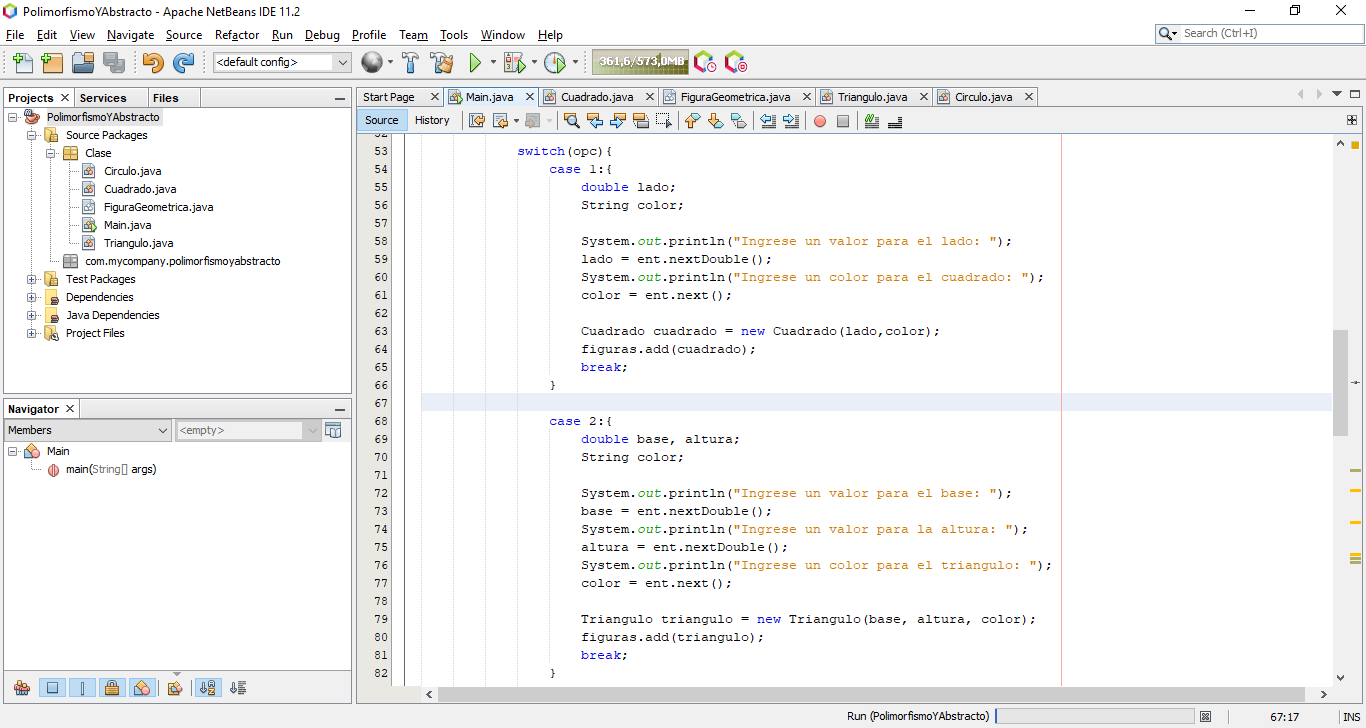 PolimorfismoYAbstracto - Apache NetBeans IDE 11.2
File Edit View Navigate Source Refactor Run Debug Profile Team Tools Window Help
Search (Ctrl+I)
<default config>
361,6/573,0MB
Projects Services Files
PolimorfismoYAbstracto
Source Packages
Clase
Circulo.java
Cuadrado.java
FiguraGeometrica.java
Main.java
Triangulo.java
com.mycompany.polimorfismoyabstracto
Test Packages
Dependencies
Java Dependencies
Project Files
Navigator
Members
<empty>
Main
main(String[] args)
Start Page Main.java Cuadrado.java FiguraGeometrica.java Triangulo.java Circulo.java
Source History
52
53 switch(opc){
54 case 1:{
55 double lado;
56 String color;
57
58 System.out.println("Ingrese un valor para el lado: ");
59 lado = ent.nextDouble();
60 System.out.println("Ingrese un color para el cuadrado: ");
61 color = ent.next();
62
63 Cuadrado cuadrado = new Cuadrado(lado,color);
64 figuras.add(cuadrado);
65 break;
66 }
67
68 case 2:{
69 double base, altura;
70 String color;
71
72 System.out.println("Ingrese un valor para el base: ");
73 base = ent.nextDouble();
74 System.out.println("Ingrese un valor para la altura: ");
75 altura = ent.nextDouble();
76 System.out.println("Ingrese un color para el triangulo: ");
77 color = ent.next();
78
79 Triangulo triangulo = new Triangulo(base, altura, color);
80 figuras.add(triangulo);
81 break;
82 }
Run (PolimorfismoYAbstracto)
67:17
INS